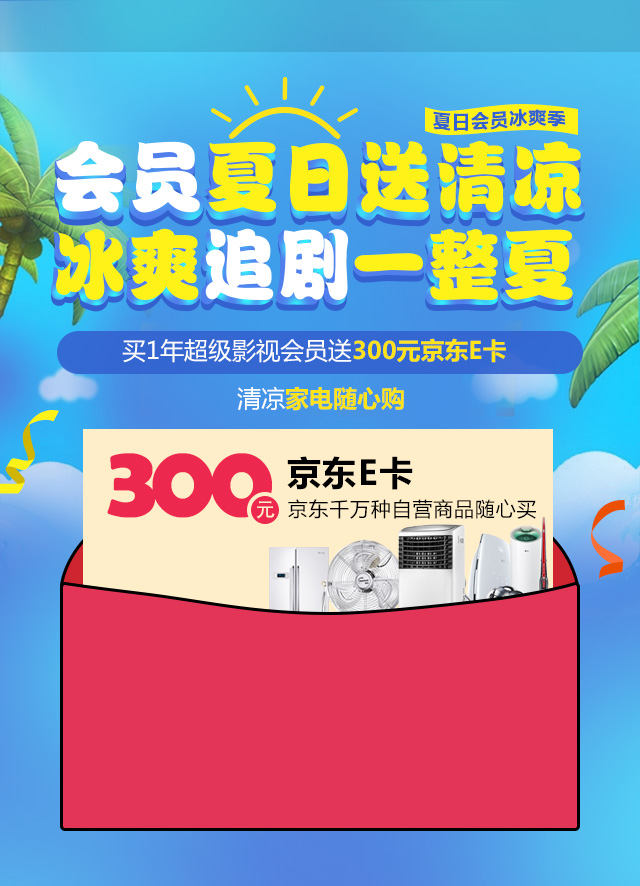 夏日会员冰爽季
会员夏日送清凉
冰爽追剧一整夏
买1年超级影视会员送300元京东E卡
清凉家电随心购
300元
京东E卡
京东千万种自营商品随心买